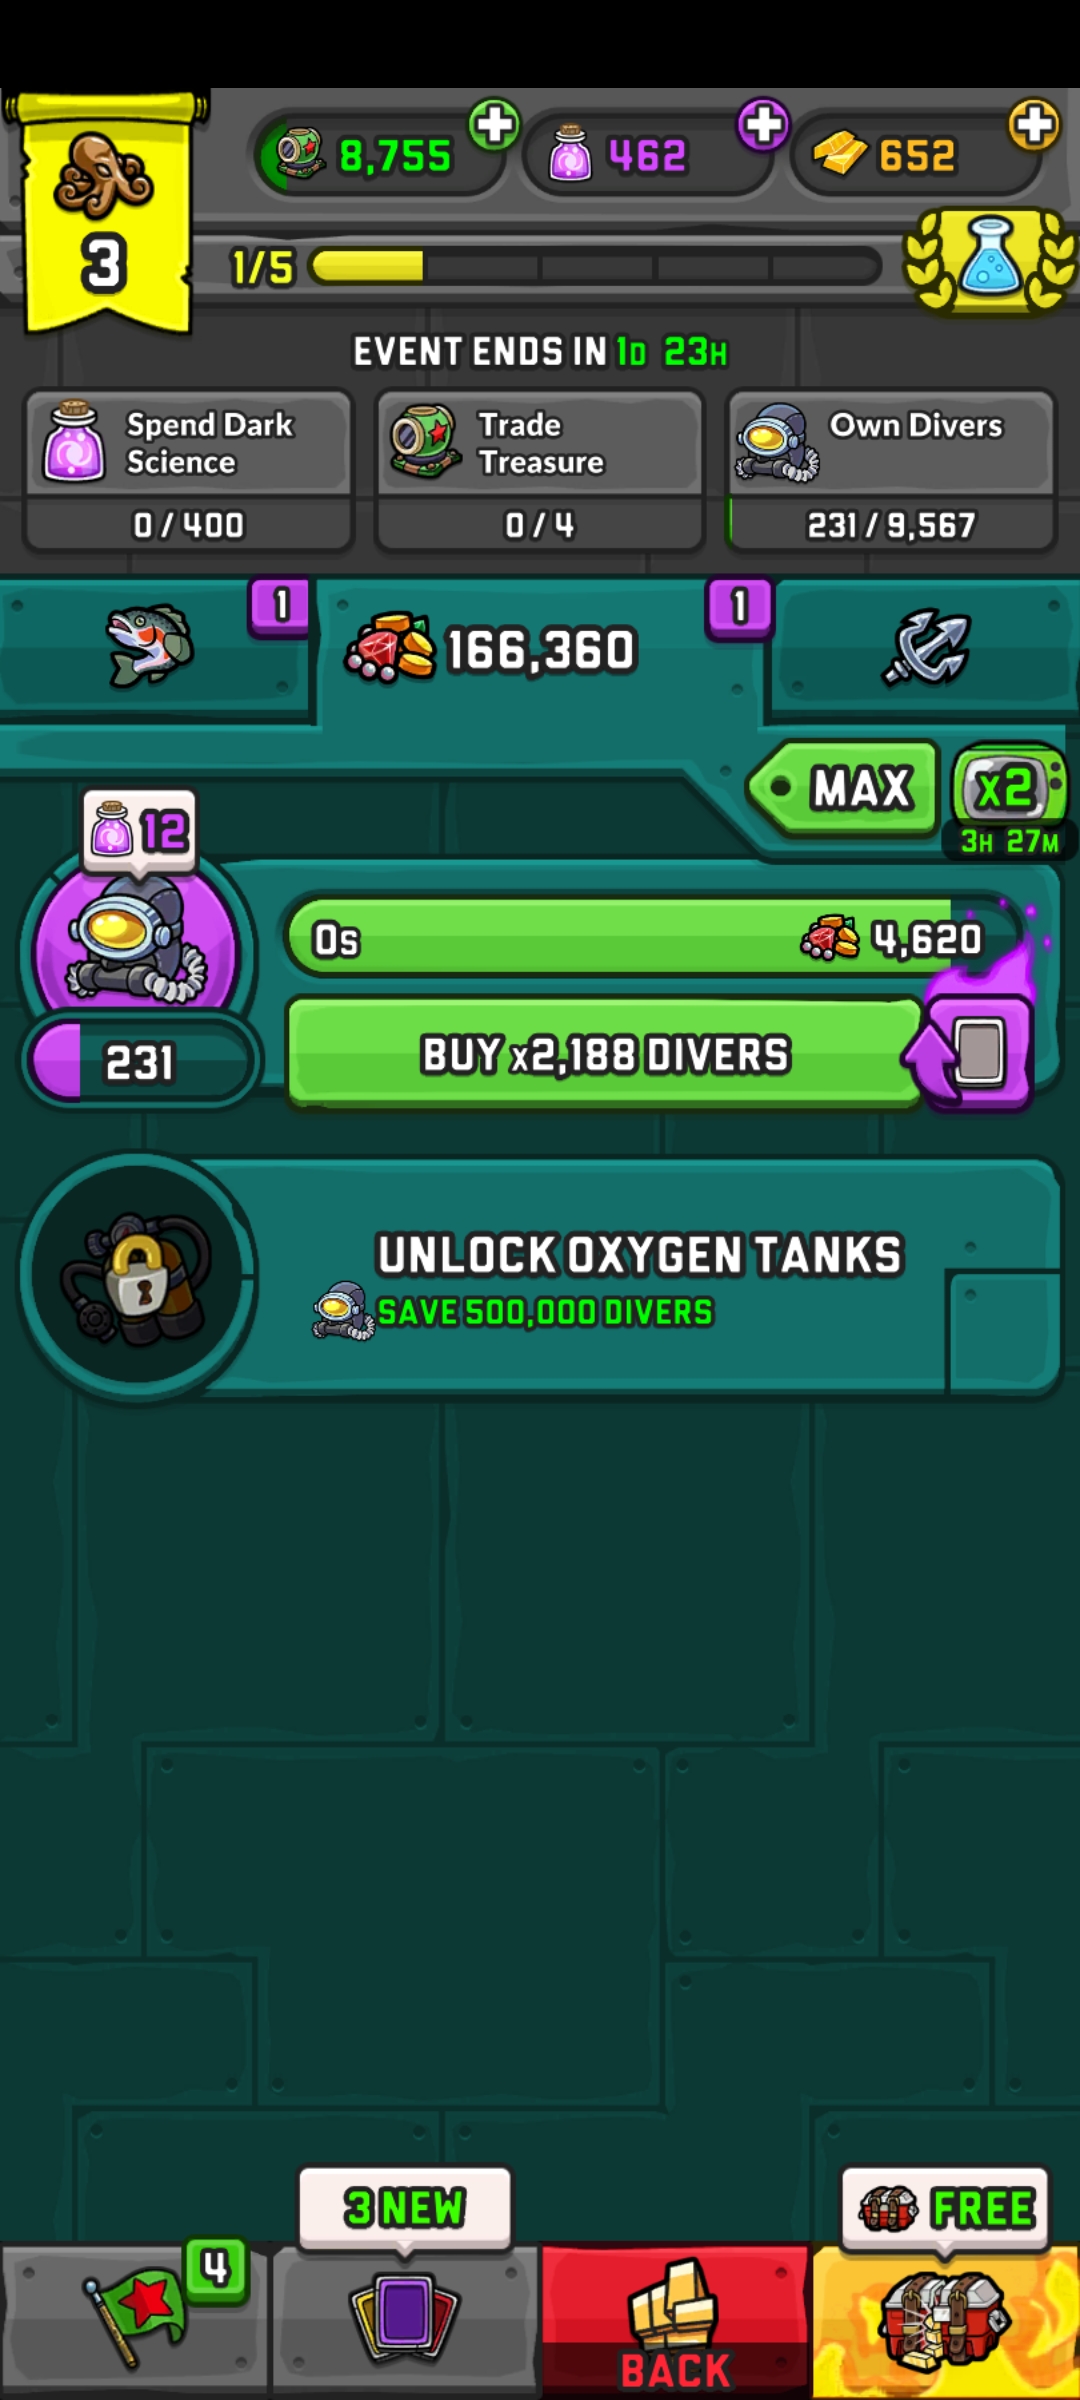 8,755
462
652
3
1/5
EVENT ENDS IN 1D 23H
Spend Dark
Science
0 / 400
Trade
Treasure
0 / 4
Own Divers
231 / 9,567
1
166,360
1
MAX
x2
3H 27M
12
0s
4,620
231
BUY x2,188 DIVERS
UNLOCK OXYGEN TANKS
SAVE 500,000 DIVERS
3 NEW
FREE
4
BACK